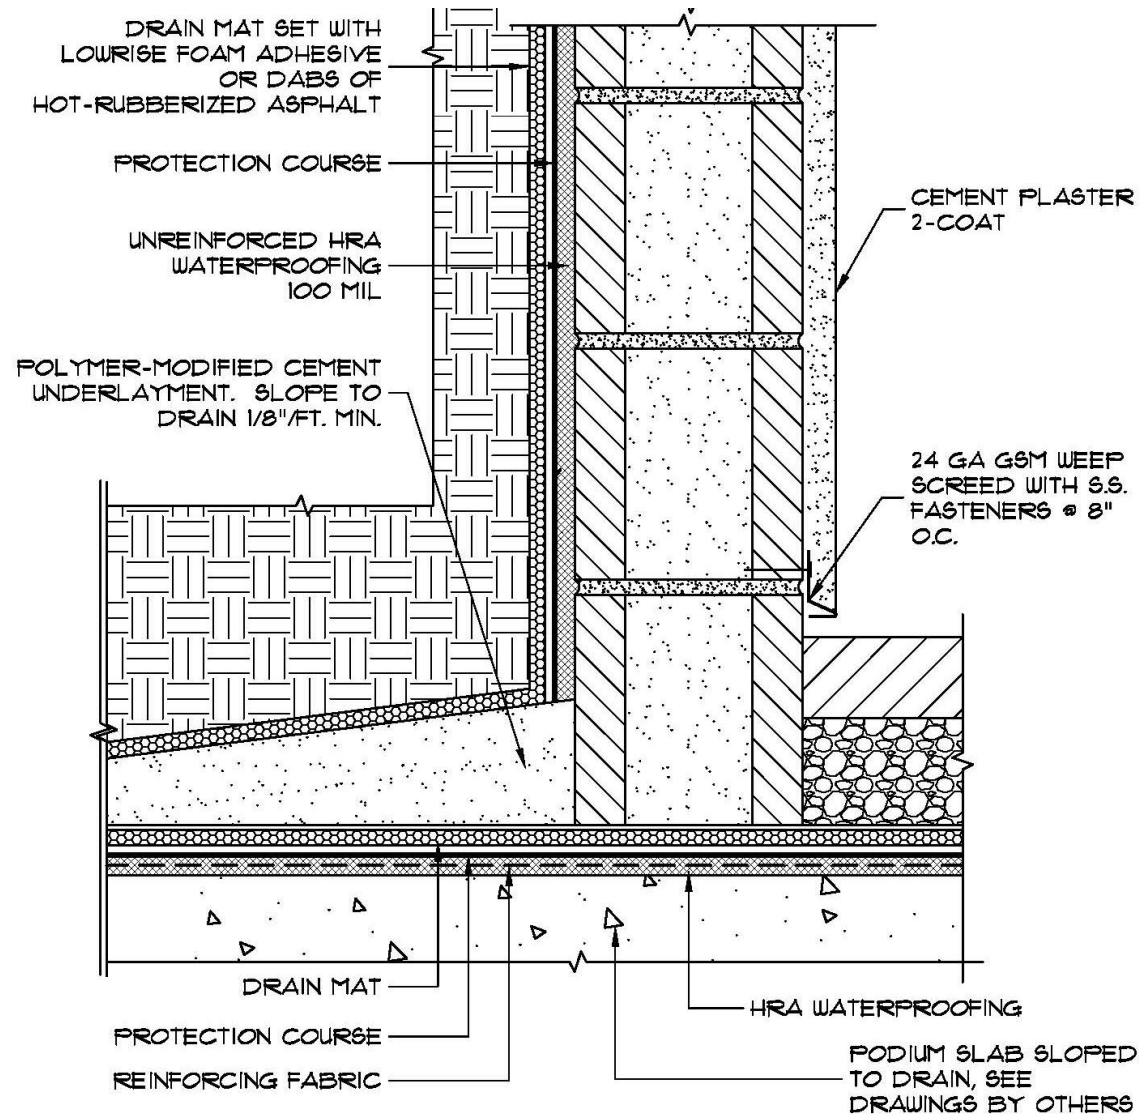 DRAIN MAT SET WITH
LOWRISE FOAM ADHESIVE
OR DABS OF
HOT-RUBBERIZED ASPHALT
PROTECTION COURSE
UNREINFORCED HRA
WATERPROOFING
100 MIL
POLYMER-MODIFIED CEMENT
UNDERLAYMENT. SLOPE TO
DRAIN 1/8"/FT. MIN.
CEMENT PLASTER
2-COAT
24 GA GSM WEEP
SCREED WITH S.S.
FASTENERS @ 8"
O.C.
DRAIN MAT
PROTECTION COURSE
REINFORCING FABRIC
HRA WATERPROOFING
PODIUM SLAB SLOPED
TO DRAIN, SEE
DRAWINGS BY OTHERS